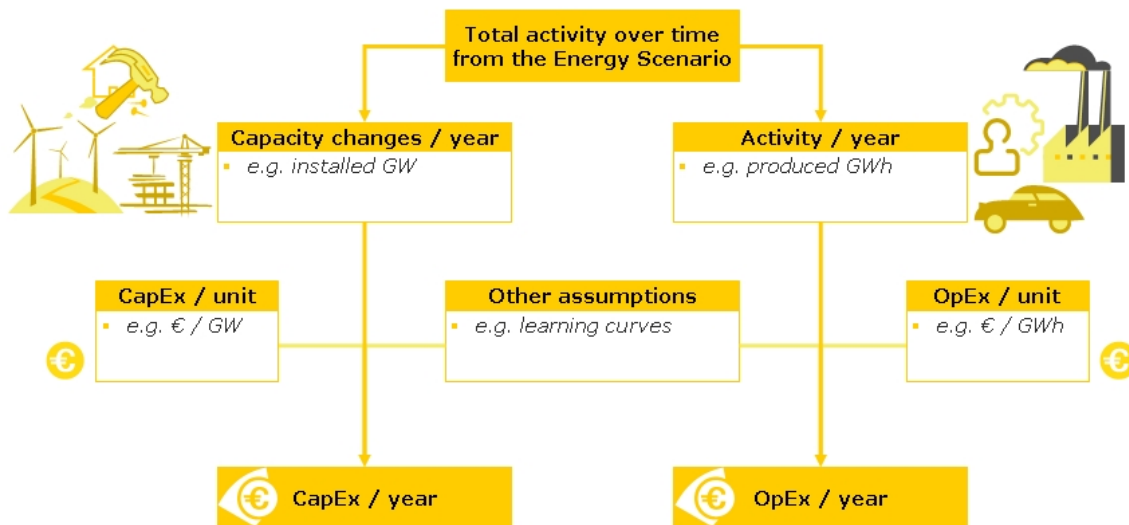 Total activity over time
from the Energy Scenario
Capacity changes / year
▪ e.g. installed GW
Activity / year
▪ e.g. produced GWh
CapEx / unit
▪ e.g. € / GW
Other assumptions
▪ e.g. learning curves
OpEx / unit
▪ e.g. € / GWh
€
€
€ CapEx / year
€ OpEx / year